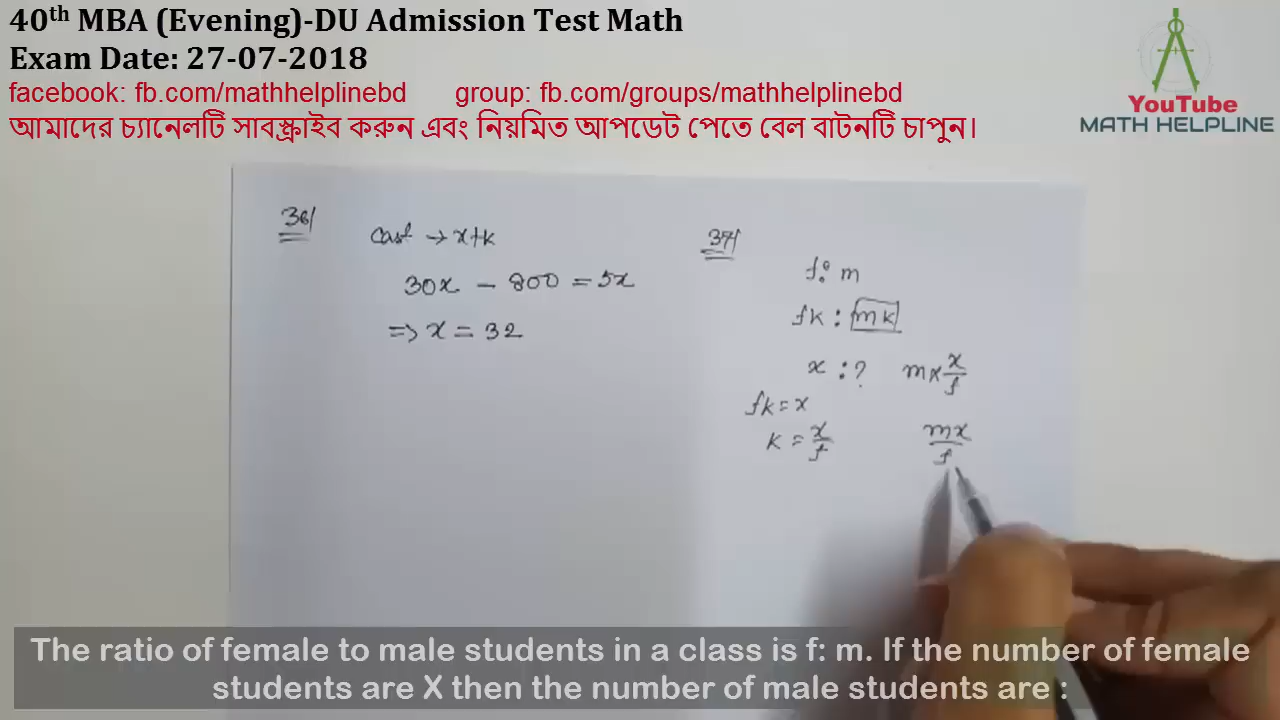 40th MBA (Evening)-DU Admission Test Math
Exam Date: 27-07-2018
facebook: fb.com/mathhelplinebd group: fb.com/groups/mathhelplinebd
আমাদের চ্যানেলটি সাবস্ক্রাইব করুন এবং নিয়মিত আপডেট পেতে বেল বাটনটি চাপুন।
YouTube
MATH HELPLINE
36/
Cost → x+k
30x - 800 = 5x
=> x = 32
37/
f : m
fk : mk
x : ? m×x/f
fk = x
k = x/f
mx/f
The ratio of female to male students in a class is f: m. If the number of female
students are X then the number of male students are :